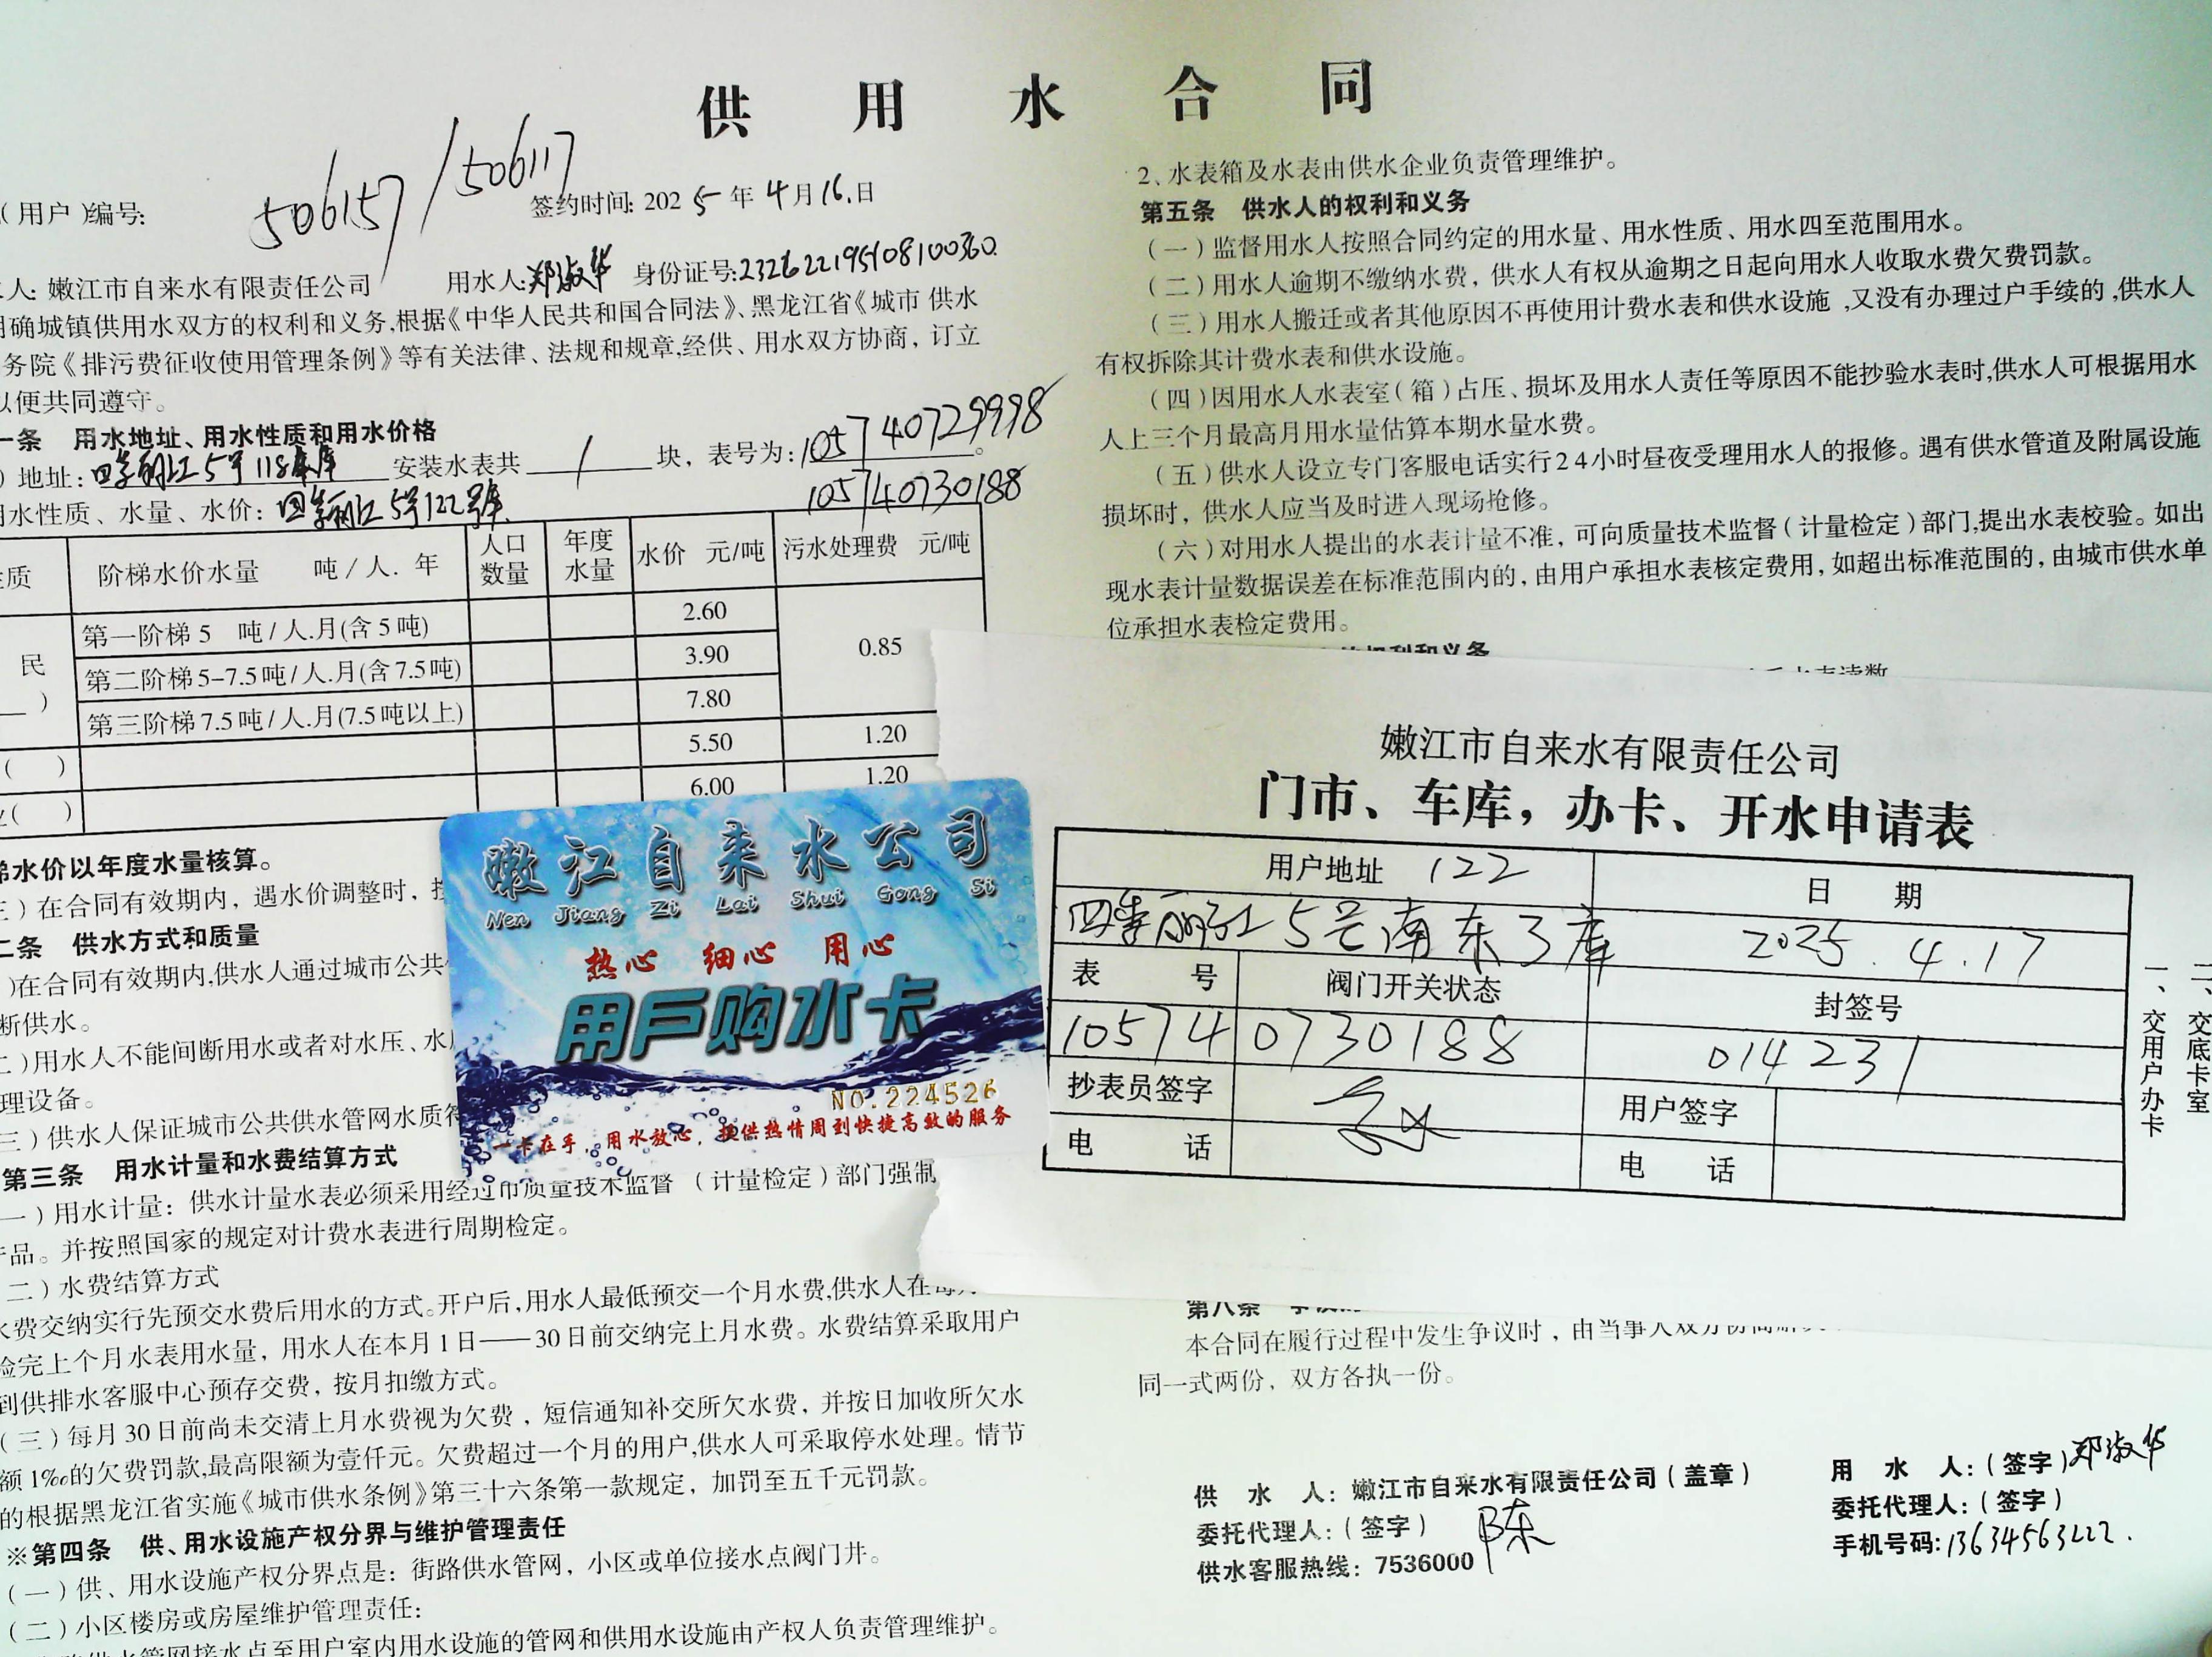 供 用 水 合 同
(用户)编号: 506157/506117
签约时间: 2025年4月16.日
人: 嫩江市自来水有限责任公司 用水人:郑淑华 身份证号:232622195108100360.
确城镇供用水双方的权利和义务,根据《中华人民共和国合同法》、黑龙江省《城市 供水
务院《排污费征收使用管理条例》等有关法律、法规和规章,经供、用水双方协商，订立
以便共同遵守。
一条 用水地址、用水性质和用水价格
)地址:四季丽江5号118车库 安装水表共 1 块，表号为:105740729998。
水性质、水量、水价: 四季丽江5号122号库 105740730188
质 阶梯水价水量 吨/人.年 人口数量 年度水量 水价 元/吨 污水处理费 元/吨
民 第一阶梯 5 吨/人.月(含5吨) 2.60 0.85
第二阶梯5-7.5吨/人.月(含7.5吨) 3.90
) 第三阶梯7.5吨/人.月(7.5吨以上) 7.80
( ) 5.50 1.20
( ) 6.00 1.20
水价以年度水量核算。
)在合同有效期内，遇水价调整时，
二条 供水方式和质量
)在合同有效期内,供水人通过城市公共
断供水。
)用水人不能间断用水或者对水压、水
理设备。
三)供水人保证城市公共供水管网水质
第三条 用水计量和水费结算方式
一)用水计量：供水计量水表必须采用经过市质量技术监督 (计量检定)部门强制
品。并按照国家的规定对计费水表进行周期检定。
二)水费结算方式
费交纳实行先预交水费后用水的方式。开户后,用水人最低预交一个月水费,供水人在每月
检完上个月水表用水量，用水人在本月1日——30日前交纳完上月水费。水费结算采取用户
到供排水客服中心预存交费，按月扣缴方式。
(三)每月30日前尚未交清上月水费视为欠费，短信通知补交所欠水费，并按日加收所欠水
额1‰的欠费罚款,最高限额为壹仟元。欠费超过一个月的用户,供水人可采取停水处理。情节
的根据黑龙江省实施《城市供水条例》第三十六条第一款规定，加罚至五千元罚款。
※第四条 供、用水设施产权分界与维护管理责任
(一)供、用水设施产权分界点是：街路供水管网，小区或单位接水点阀门井。
(二)小区楼房或房屋维护管理责任:
供水管网接水点至用户室内用水设施的管网和供用水设施由产权人负责管理维护。
2、水表箱及水表由供水企业负责管理维护。
第五条 供水人的权利和义务
(一)监督用水人按照合同约定的用水量、用水性质、用水四至范围用水。
(二)用水人逾期不缴纳水费，供水人有权从逾期之日起向用水人收取水费欠费罚款。
(三)用水人搬迁或者其他原因不再使用计费水表和供水设施,又没有办理过户手续的,供水人
有权拆除其计费水表和供水设施。
(四)因用水人水表室(箱)占压、损坏及用水人责任等原因不能抄验水表时,供水人可根据用水
人上三个月最高月用水量估算本期水量水费。
(五)供水人设立专门客服电话实行24小时昼夜受理用水人的报修。遇有供水管道及附属设施
损坏时，供水人应当及时进入现场抢修。
(六)对用水人提出的水表计量不准，可向质量技术监督(计量检定)部门,提出水表校验。如出
现水表计量数据误差在标准范围内的，由用户承担水表核定费用，如超出标准范围的，由城市供水单
位承担水表检定费用。
权利和义务
水表读数
嫩江市自来水有限责任公司
门市、车库，办卡、开水申请表
用户地址 122 日 期
四季丽江5号南东3库 2025.4.17
表 号 阀门开关状态 封签号
105740730188 014231
抄表员签字 用户签字
电 话 电 话
一、交用户办卡
二、交底卡室
嫩江自来水公司
Nen Jiang Zi Lai Shui Gong Si
热心 细心 用心
用户购水卡
NO.224526
一卡在手，用水放心，提供热情周到快捷高效的服务
第八条
本合同在履行过程中发生争议时，由当事人双方协商解决
同一式两份，双方各执一份。
供 水 人：嫩江市自来水有限责任公司(盖章)
委托代理人:(签字) 陈
供水客服热线：7536000
用 水 人:(签字)郑淑华
委托代理人:(签字)
手机号码:13634563222.